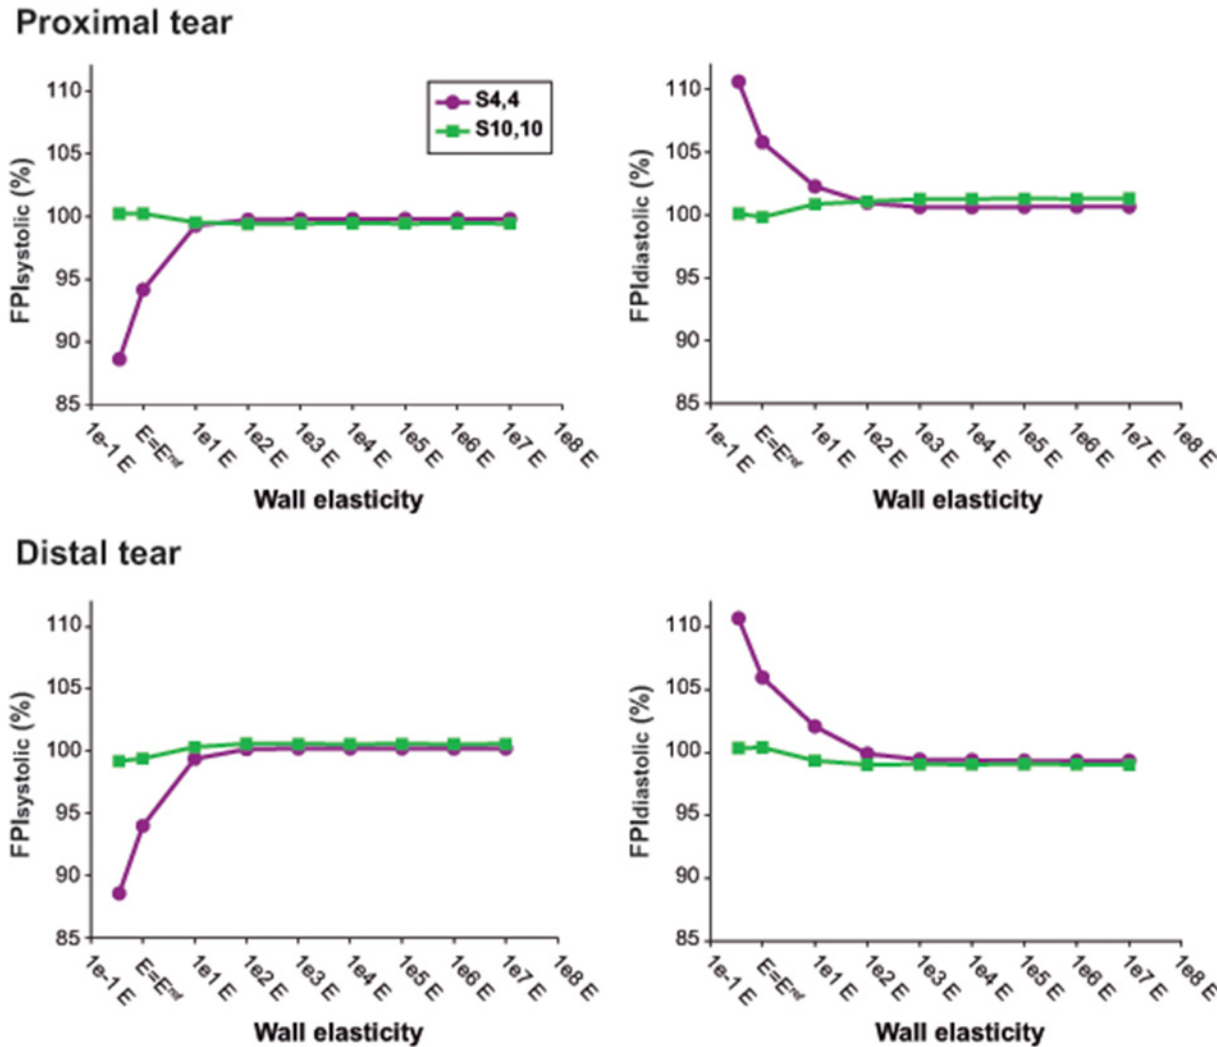 Proximal tear
FPIsystolic (%)
110
105
100
95
90
85
S4,4
S10,10
1e-1 E
E=E^ref
1e1 E
1e2 E
1e3 E
1e4 E
1e5 E
1e6 E
1e7 E
1e8 E
Wall elasticity
FPIdiastolic (%)
110
105
100
95
90
85
1e-1 E
E=E^ref
1e1 E
1e2 E
1e3 E
1e4 E
1e5 E
1e6 E
1e7 E
1e8 E
Wall elasticity
Distal tear
FPIsystolic (%)
110
105
100
95
90
85
1e-1 E
E=E^ref
1e1 E
1e2 E
1e3 E
1e4 E
1e5 E
1e6 E
1e7 E
1e8 E
Wall elasticity
FPIdiastolic (%)
110
105
100
95
90
85
1e-1 E
E=E^ref
1e1 E
1e2 E
1e3 E
1e4 E
1e5 E
1e6 E
1e7 E
1e8 E
Wall elasticity